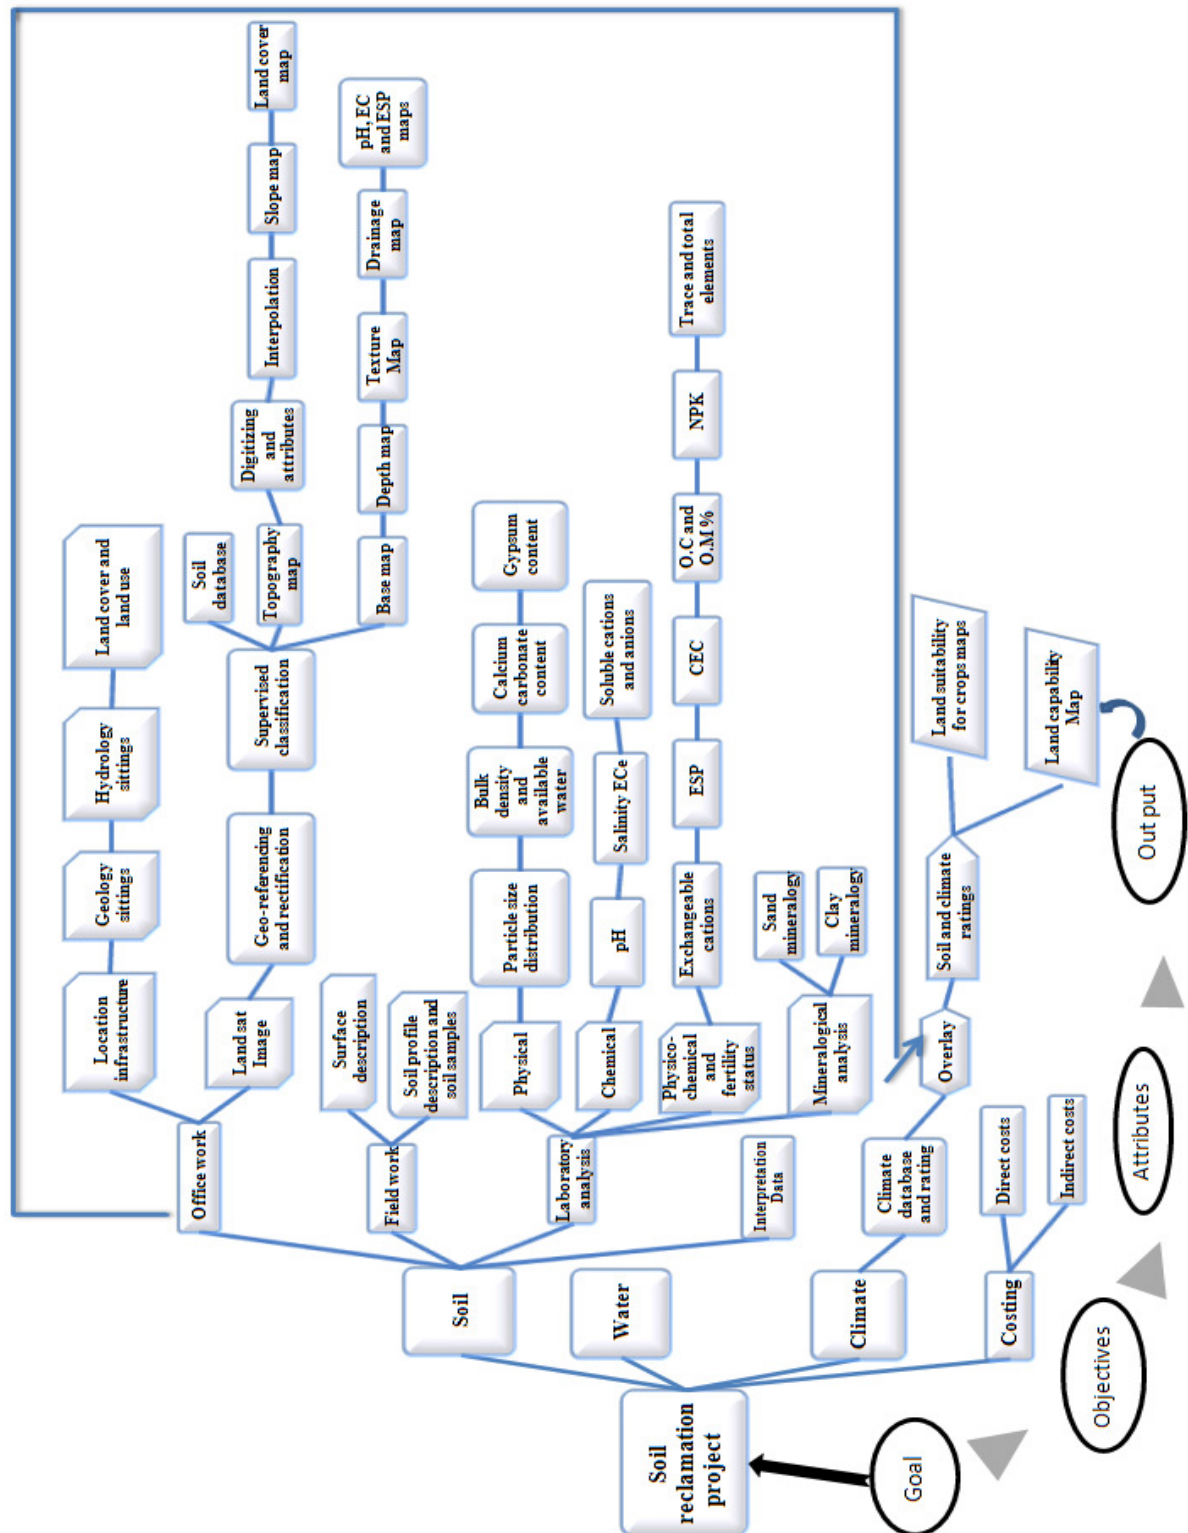 Soil
reclamation
project
Soil
Water
Climate
Costing
Office work
Location
infrastructure
Geology
sittings
Hydrology
sittings
Land cover and
land use
Land sat
Image
Geo-referencing
and rectification
Supervised
classification
Soil
database
Topography
map
Digitizing
and
attributes
Interpolation
Slope map
Land cover
map
Base map
Depth map
Texture
Map
Drainage
map
pH, EC
and ESP
maps
Field work
Surface
description
Soil profile
description and
soil samples
Laboratory
analysis
Physical
Particle size
distribution
Bulk
density
and
available
water
Calcium
carbonate
content
Gypsum
content
Chemical
pH
Salinity ECe
Soluble cations
and anions
Physico-
chemical
and
fertility
status
Exchangeable
cations
ESP
CEC
O.C and
O.M %
NPK
Trace and total
elements
Mineralogical
analysis
Sand
mineralogy
Clay
mineralogy
Interpretation
Data
Climate
database
and rating
Overlay
Soil and climate
ratings
Land suitability
for crops maps
Land capability
Map
Direct costs
Indirect costs
Goal
Objectives
Attributes
Out put